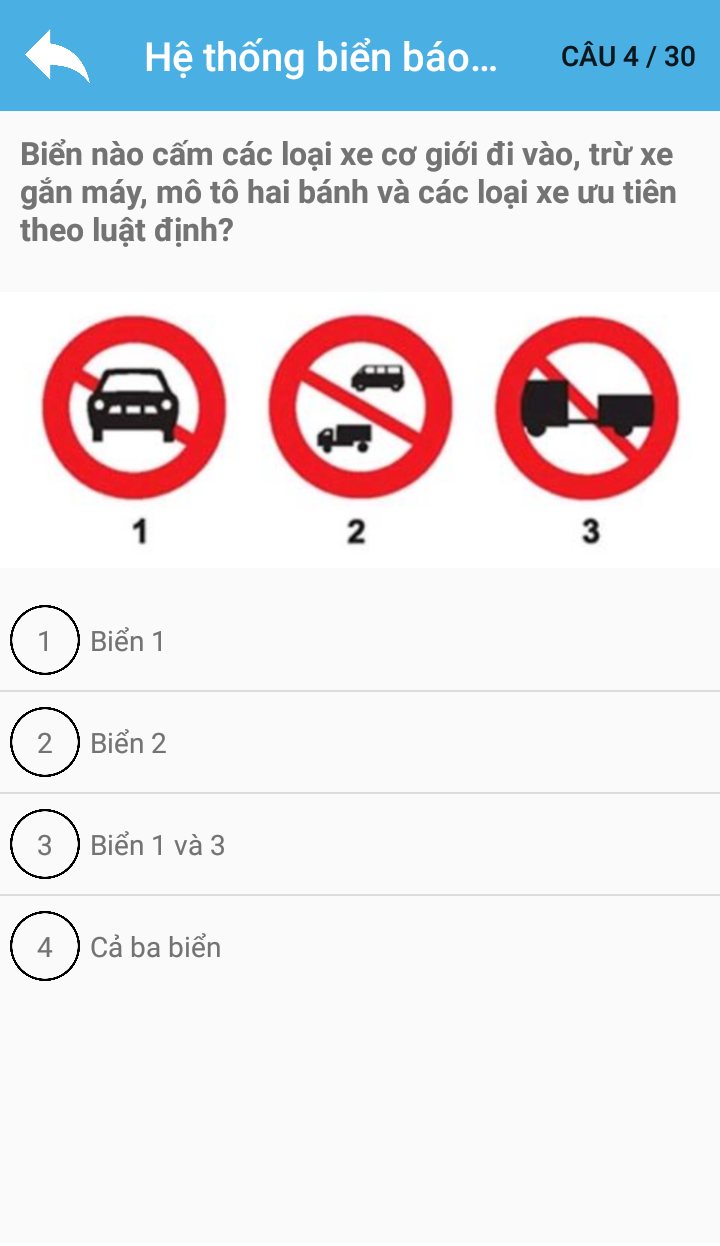 Hệ thống biển báo... CÂU 4 / 30
Biển nào cấm các loại xe cơ giới đi vào, trừ xe
gắn máy, mô tô hai bánh và các loại xe ưu tiên
theo luật định?
1 2 3
1 Biển 1
2 Biển 2
3 Biển 1 và 3
4 Cả ba biển